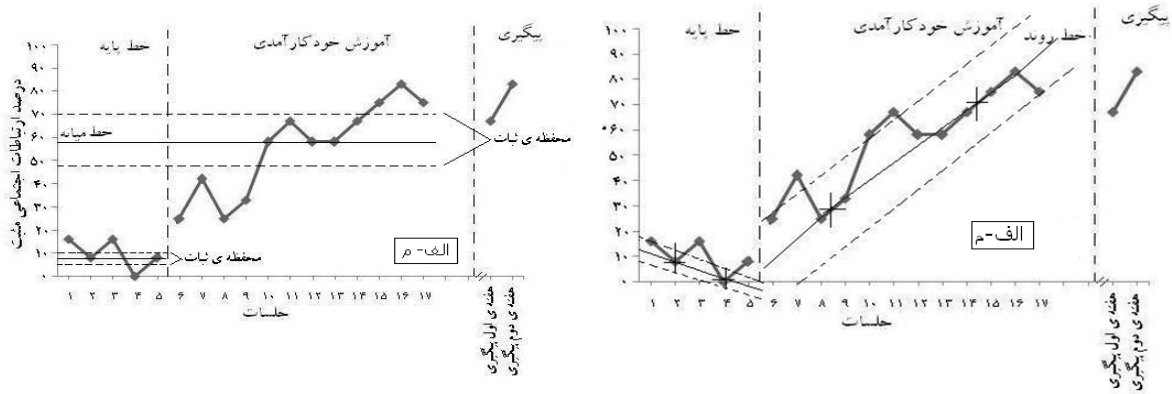 خط پایه
آموزش خودکارآمدی
پیگیری
درصد ارتباطات اجتماعی مثبت
۱۰۰
۹۰
۸۰
۷۰
۶۰
۵۰
۴۰
۳۰
۲۰
۱۰
۰
خط میانه
محفظه ی ثبات
محفظه ی ثبات
الف- م
۱ ۲ ۳ ۴ ۵ ۶ ۷ ۸ ۹ ۱۰ ۱۱ ۱۲ ۱۳ ۱۴ ۱۵ ۱۶ ۱۷
جلسات
هفته ی اول پیگیری
هفته ی دوم پیگیری
خط پایه
آموزش خودکارآمدی
خط روند
پیگیری
۱۰۰
۹۰
۸۰
۷۰
۵۰
۴۰
۳۰
۲۰
۱۰
۰
الف-م
۱ ۲ ۳ ۴ ۵ ۶ ۷ ۸ ۹ ۱۰ ۱۱ ۱۲ ۱۳ ۱۴ ۱۵ ۱۶ ۱۷
جلسات
هفته ی اول پیگیری
هفته ی دوم پیگیری